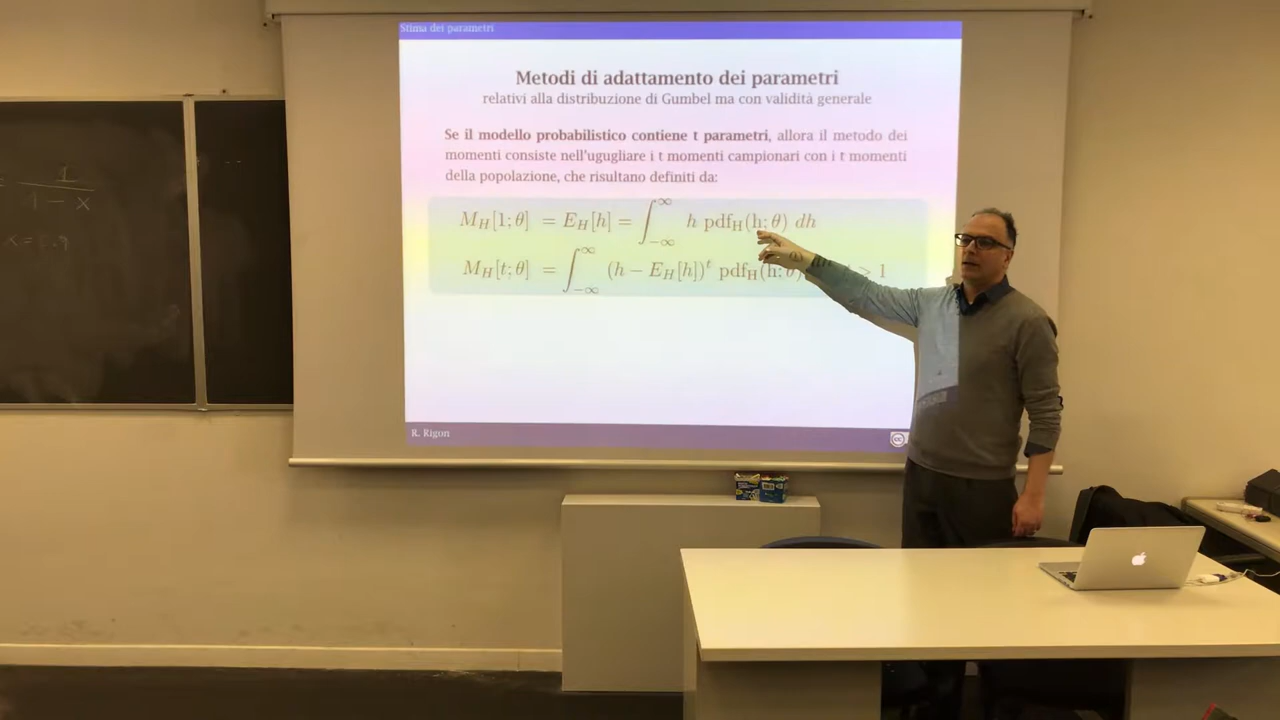 Stima dei parametri
Metodi di adattamento dei parametri
relativi alla distribuzione di Gumbel ma con validità generale
Se il modello probabilistico contiene t parametri, allora il metodo dei
momenti consiste nell'ugugliare i t momenti campionari con i t momenti
della popolazione, che risultano definiti da:
M_H[1; θ] = E_H[h] = ∫_{-∞}^{∞} h pdf_H(h; θ) dh
M_H[t; θ] = ∫_{-∞}^{∞} (h − E_H[h])^t pdf_H(h; θ) > 1
R. Rigon
cc
= 1 / 1 − x